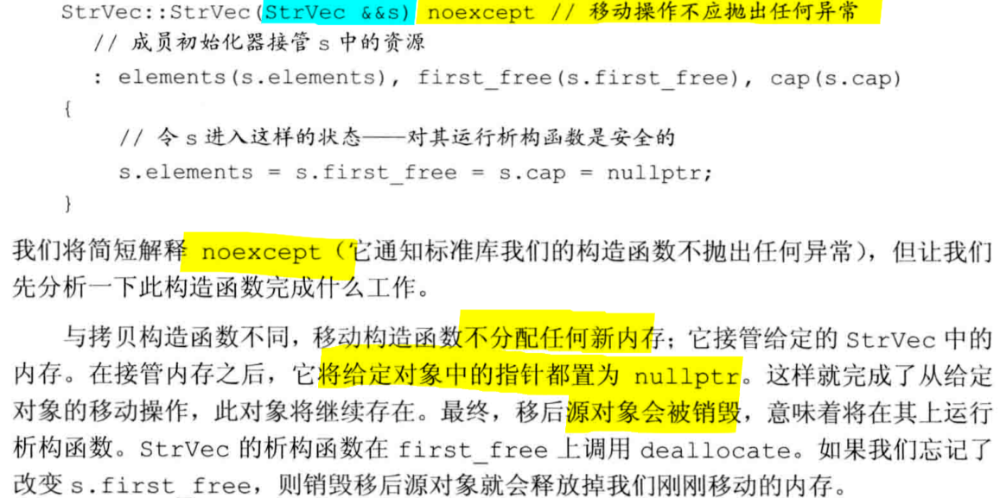 StrVec::StrVec(StrVec &&s) noexcept // 移动操作不应抛出任何异常
// 成员初始化器接管 s 中的资源
: elements(s.elements), first_free(s.first_free), cap(s.cap)
{
// 令 s 进入这样的状态——对其运行析构函数是安全的
s.elements = s.first_free = s.cap = nullptr;
}
我们将简短解释 noexcept（它通知标准库我们的构造函数不抛出任何异常），但让我们
先分析一下此构造函数完成什么工作。
与拷贝构造函数不同，移动构造函数不分配任何新内存；它接管给定的 StrVec 中的
内存。在接管内存之后，它将给定对象中的指针都置为 nullptr。这样就完成了从给定
对象的移动操作，此对象将继续存在。最终，移后源对象会被销毁，意味着将在其上运行
析构函数。StrVec 的析构函数在 first_free 上调用 deallocate。如果我们忘记了
改变 s.first_free，则销毁移后源对象就会释放掉我们刚刚移动的内存。